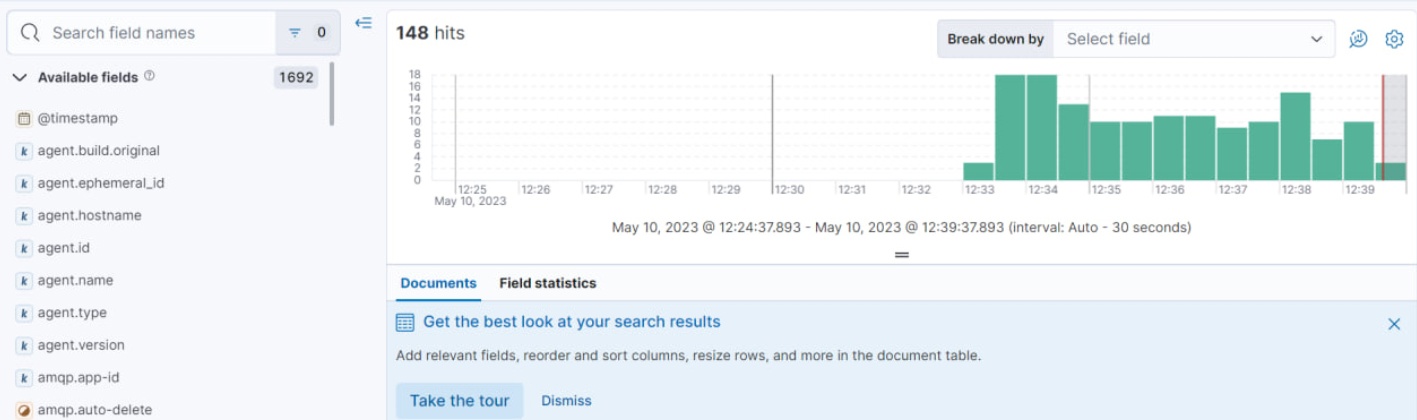 Search field names
0
Available fields
1692
@timestamp
k agent.build.original
k agent.ephemeral_id
k agent.hostname
k agent.id
k agent.name
k agent.type
k agent.version
k amqp.app-id
amqp.auto-delete
148 hits
Break down by Select field
18
16
14
12
10
8
6
4
2
0
12:25 12:26 12:27 12:28 12:29 12:30 12:31 12:32 12:33 12:34 12:35 12:36 12:37 12:38 12:39
May 10, 2023
May 10, 2023 @ 12:24:37.893 - May 10, 2023 @ 12:39:37.893 (interval: Auto - 30 seconds)
Documents Field statistics
Get the best look at your search results
Add relevant fields, reorder and sort columns, resize rows, and more in the document table.
Take the tour Dismiss